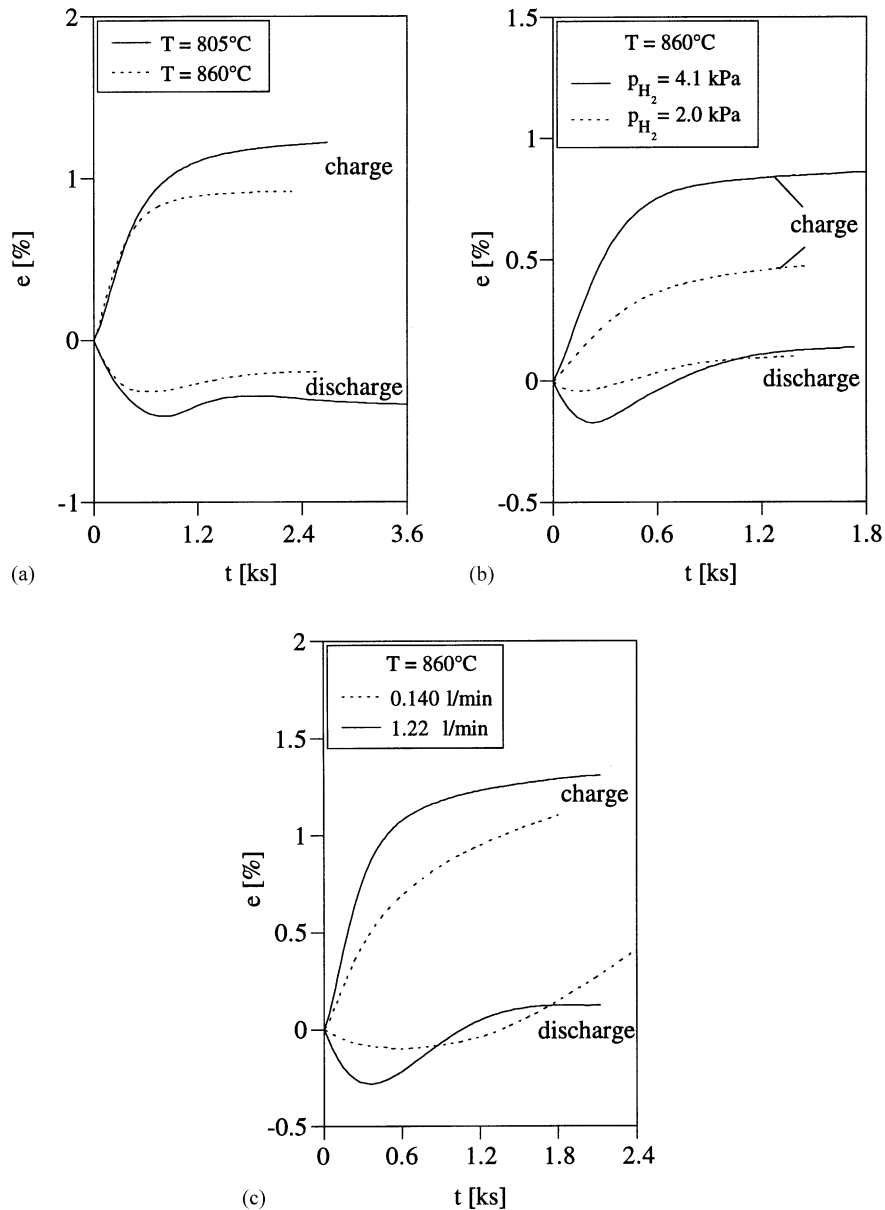 2
T = 805°C
T = 860°C
1
charge
e [%]
0
discharge
-1
0
1.2
2.4
3.6
(a)
t [ks]
1.5
T = 860°C
p_H2 = 4.1 kPa
p_H2 = 2.0 kPa
1
charge
0.5
e [%]
0
discharge
-0.5
0
0.6
1.2
1.8
(b)
t [ks]
2
T = 860°C
0.140 l/min
1.22 l/min
1.5
charge
1
e [%]
0.5
0
discharge
-0.5
0
0.6
1.2
1.8
2.4
(c)
t [ks]